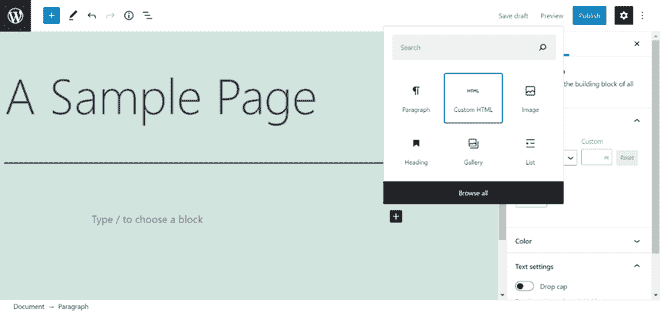 Save draft Preview Publish
Search
A Sample Page
Paragraph Custom HTML Image
HTML
Heading Gallery List
Browse all
the building block of all
Custom
Reset
Type / to choose a block
Color
Text settings
Drop cap
Document → Paragraph